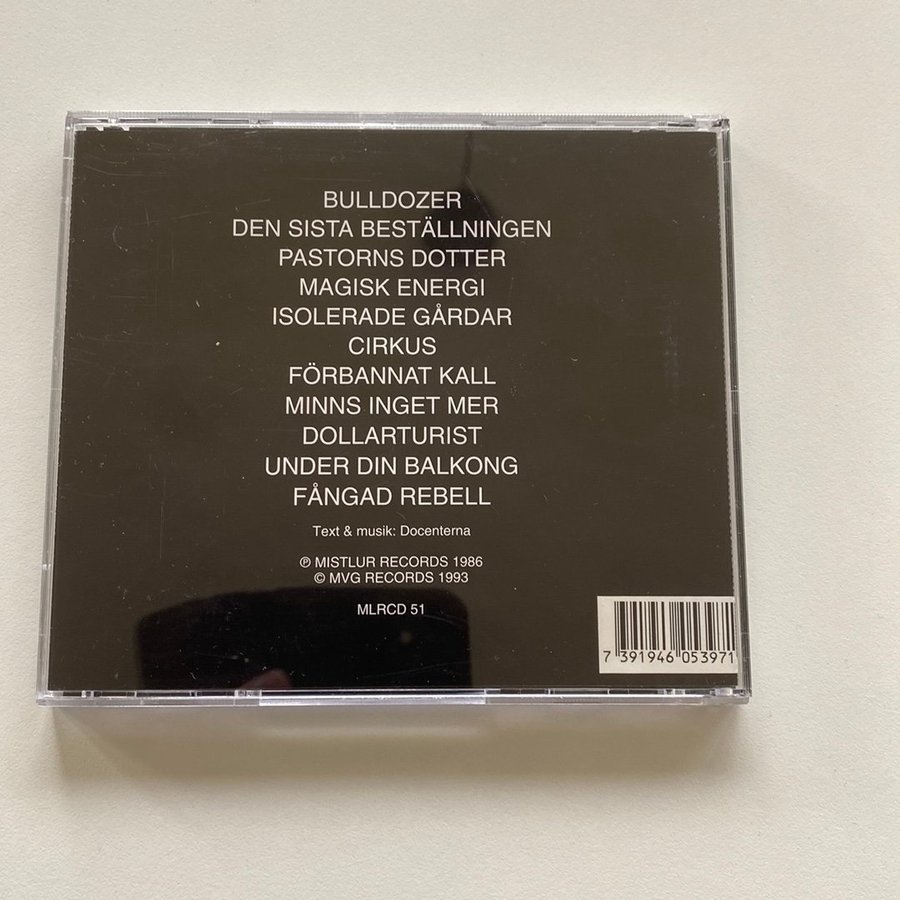 BULLDOZER
DEN SISTA BESTÄLLNINGEN
PASTORNS DOTTER
MAGISK ENERGI
ISOLERADE GÅRDAR
CIRKUS
FÖRBANNAT KALL
MINNS INGET MER
DOLLARTURIST
UNDER DIN BALKONG
FÅNGAD REBELL
Text & musik: Docenterna
℗ MISTLUR RECORDS 1986
© MVG RECORDS 1993
MLRCD 51
7 391946 053971